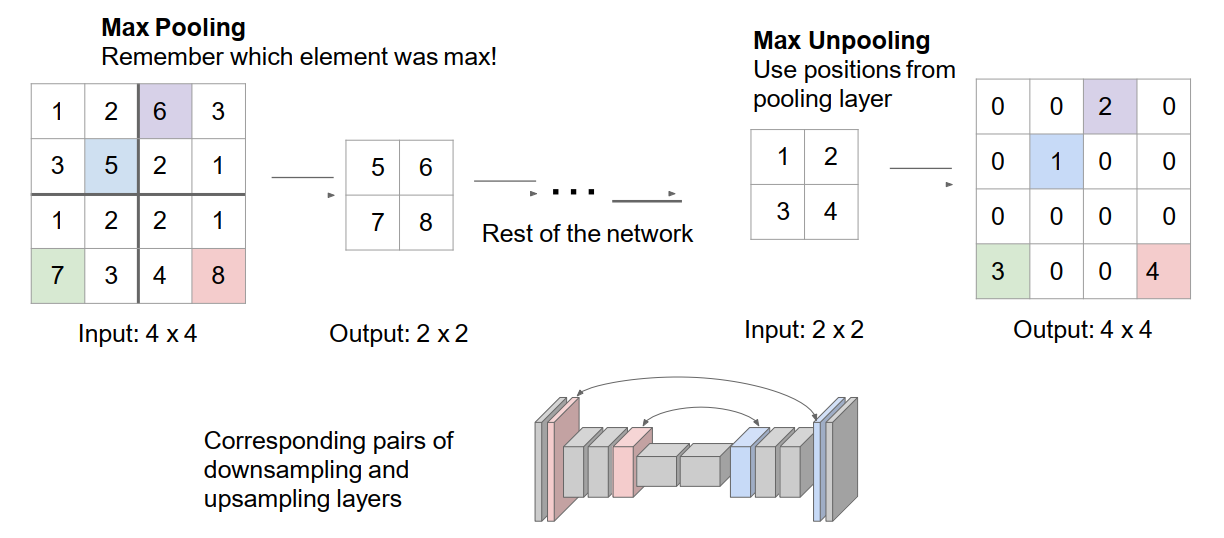 Max Pooling
Remember which element was max!
1 2 6 3
3 5 2 1
1 2 2 1
7 3 4 8
Input: 4 x 4
5 6
7 8
Output: 2 x 2
...
Rest of the network
Max Unpooling
Use positions from
pooling layer
1 2
3 4
Input: 2 x 2
0 0 2 0
0 1 0 0
0 0 0 0
3 0 0 4
Output: 4 x 4
Corresponding pairs of
downsampling and
upsampling layers